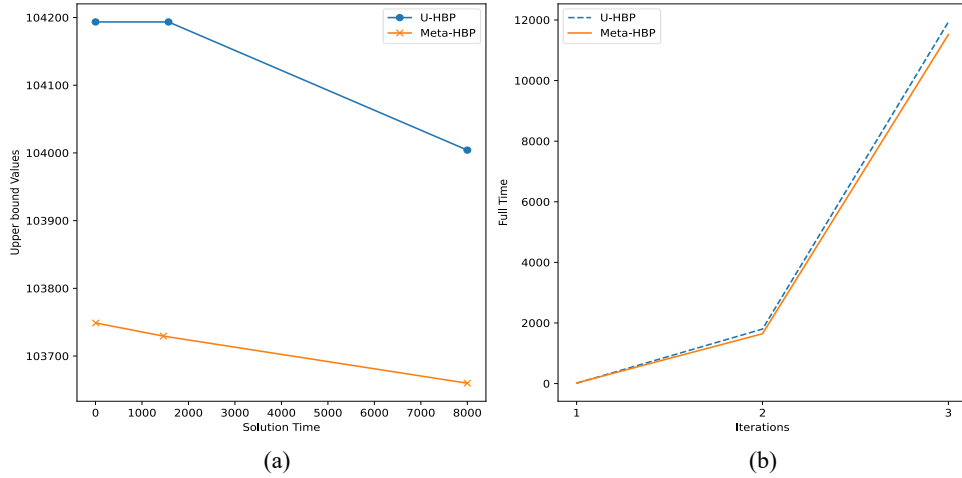 U-HBP
Meta-HBP
104200
104100
104000
103900
103800
103700
Upper bound Values
0 1000 2000 3000 4000 5000 6000 7000 8000
Solution Time
(a)
U-HBP
Meta-HBP
12000
10000
8000
6000
4000
2000
0
Full Time
1 2 3
Iterations
(b)